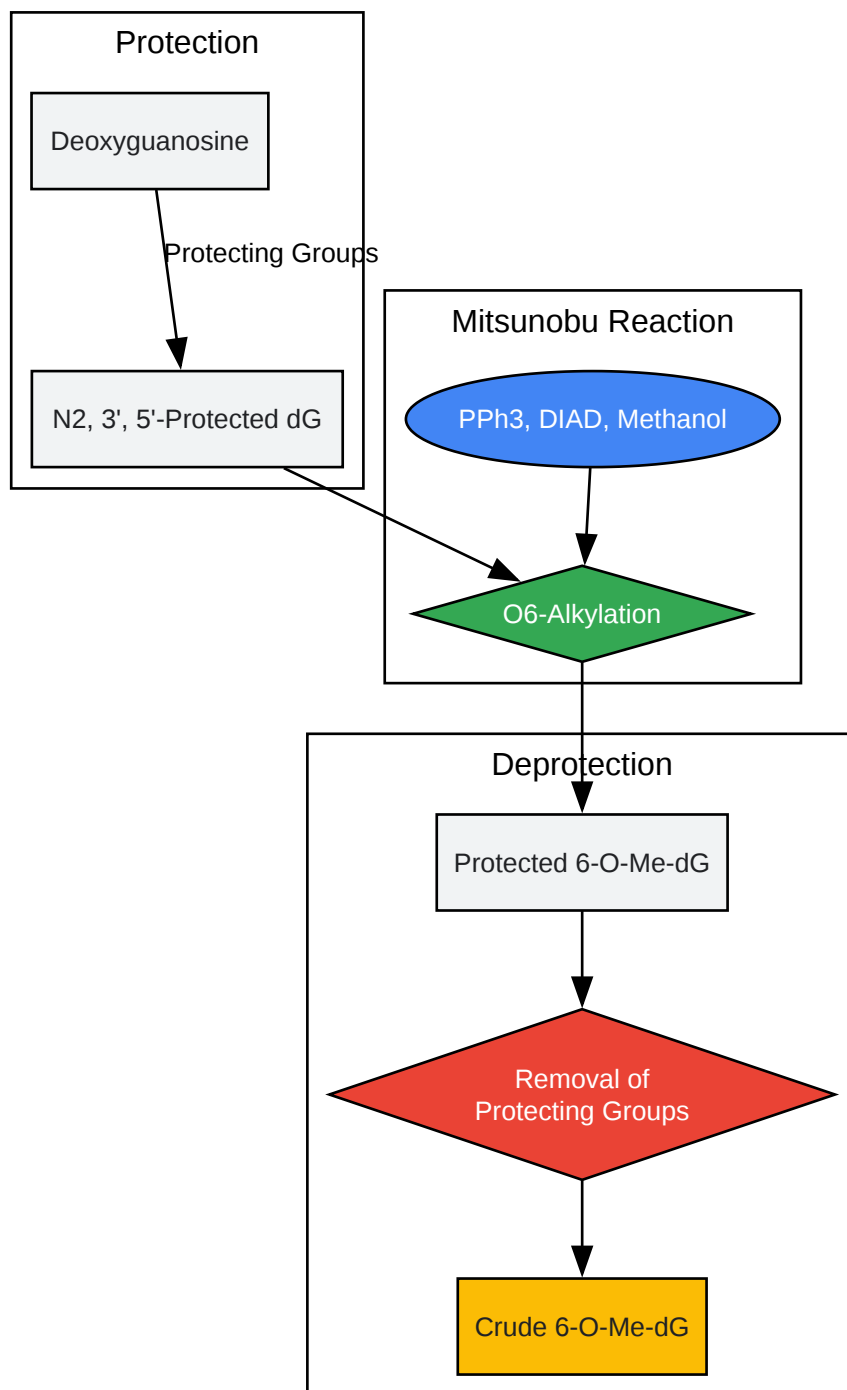 Protection
Deoxyguanosine
Protecting Groups
N2, 3', 5'-Protected dG
Mitsunobu Reaction
PPh3, DIAD, Methanol
O6-Alkylation
Deprotection
Protected 6-O-Me-dG
Removal of
Protecting Groups
Crude 6-O-Me-dG